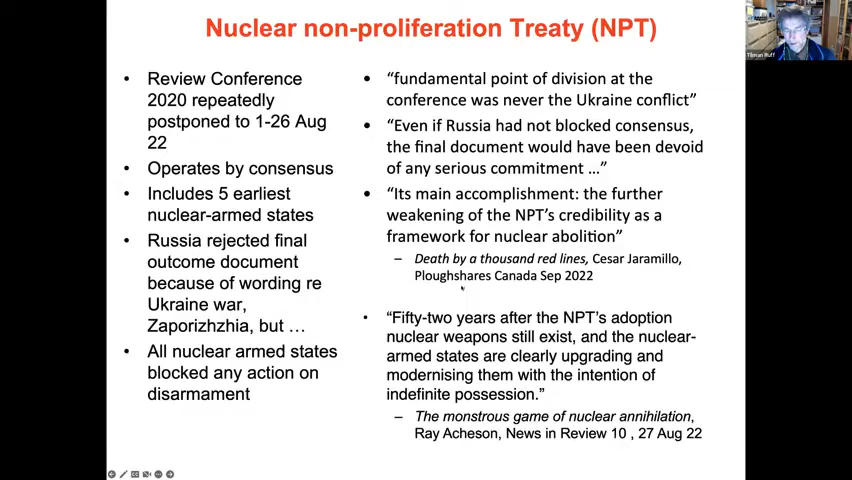 Nuclear non-proliferation Treaty (NPT)
• Review Conference
2020 repeatedly
postponed to 1-26 Aug
22
• Operates by consensus
• Includes 5 earliest
nuclear-armed states
• Russia rejected final
outcome document
because of wording re
Ukraine war,
Zaporizhzhia, but …
• All nuclear armed states
blocked any action on
disarmament
• “fundamental point of division at the
conference was never the Ukraine conflict”
• “Even if Russia had not blocked consensus,
the final document would have been devoid
of any serious commitment …”
• “Its main accomplishment: the further
weakening of the NPT’s credibility as a
framework for nuclear abolition”
– Death by a thousand red lines, Cesar Jaramillo,
Ploughshares Canada Sep 2022
• “Fifty-two years after the NPT’s adoption
nuclear weapons still exist, and the nuclear-
armed states are clearly upgrading and
modernising them with the intention of
indefinite possession.”
– The monstrous game of nuclear annihilation,
Ray Acheson, News in Review 10 , 27 Aug 22
Tilman Ruff